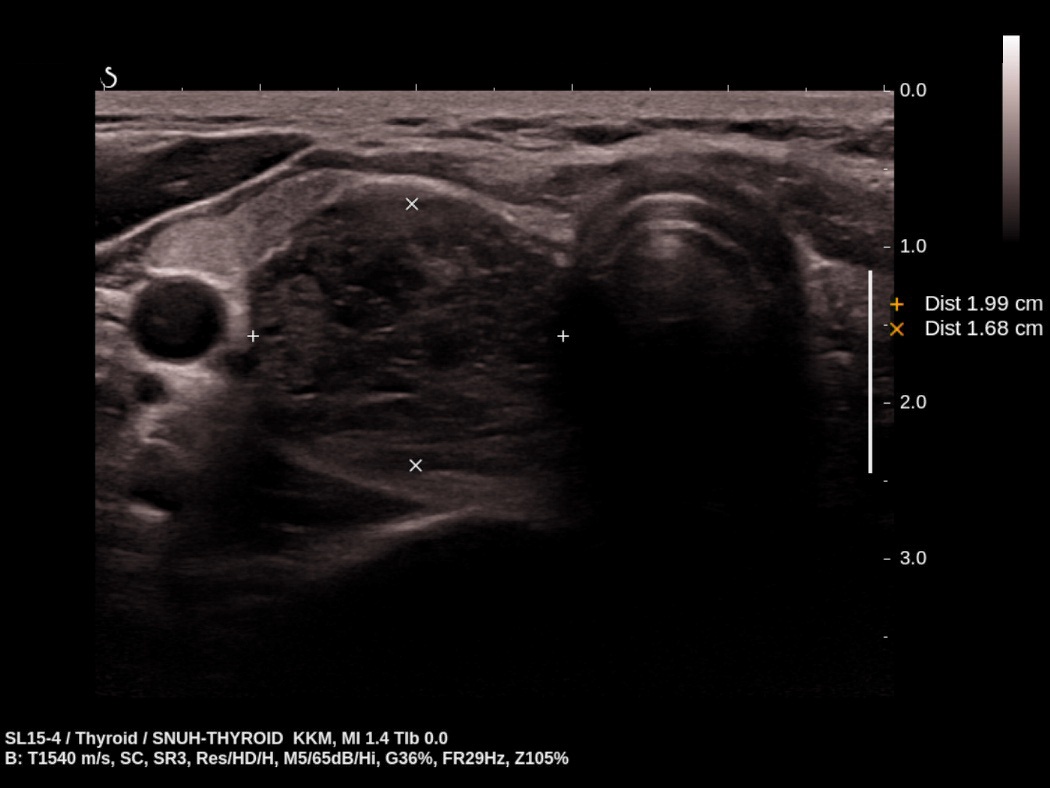 S
0.0
1.0
+ Dist 1.99 cm
× Dist 1.68 cm
2.0
3.0
SL15-4 / Thyroid / SNUH-THYROID KKM, MI 1.4 TIb 0.0
B: T1540 m/s, SC, SR3, Res/HD/H, M5/65dB/Hi, G36%, FR29Hz, Z105%